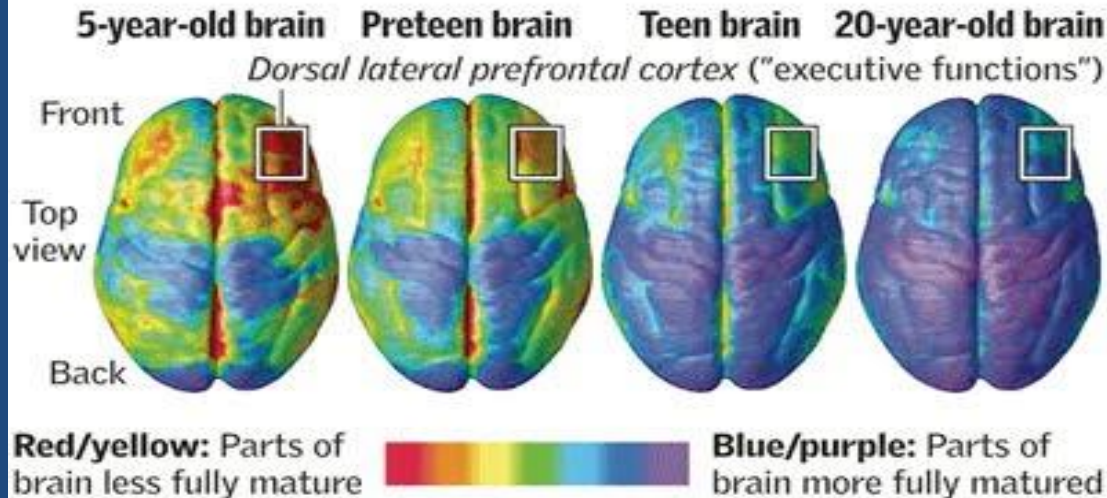 5-year-old brain Preteen brain Teen brain 20-year-old brain
Dorsal lateral prefrontal cortex ("executive functions")
Front
Top
view
Back
Red/yellow: Parts of
brain less fully mature
Blue/purple: Parts of
brain more fully matured